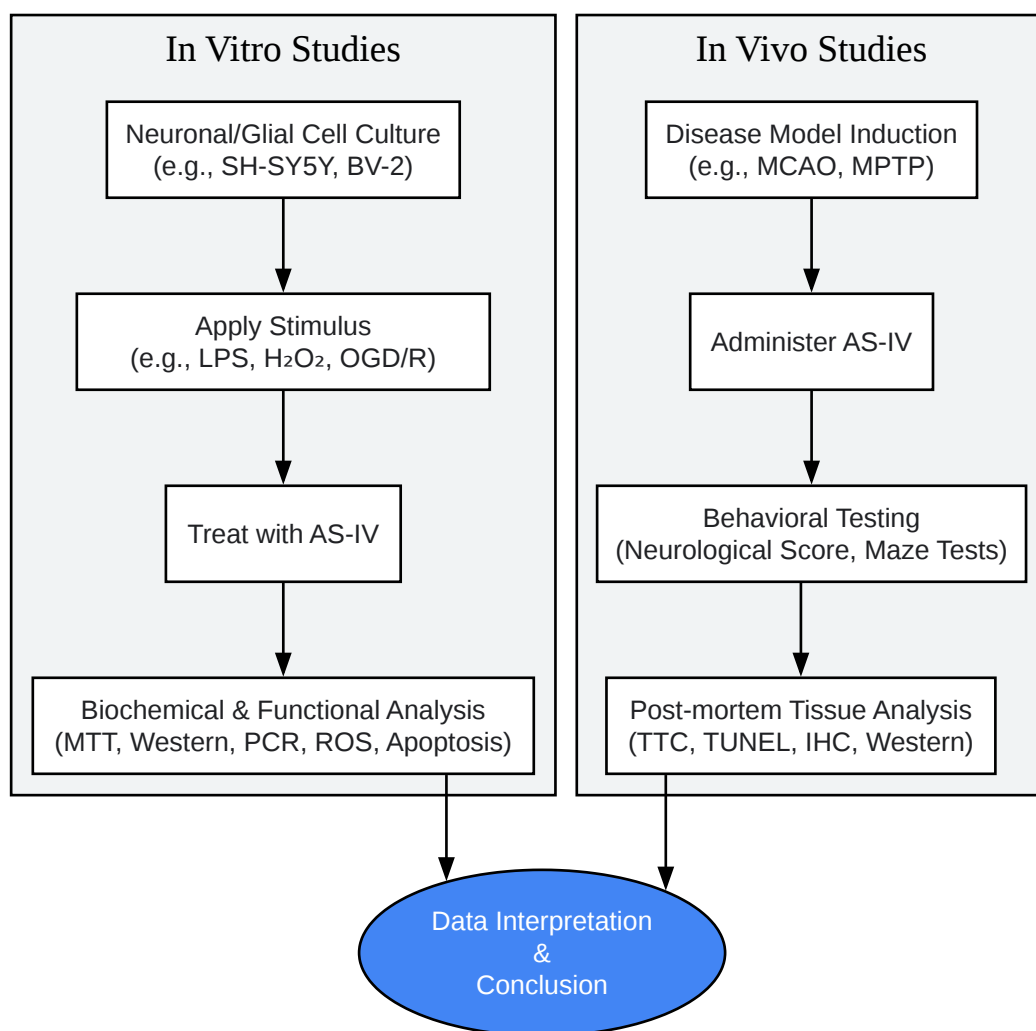 In Vitro Studies
Neuronal/Glial Cell Culture
(e.g., SH-SY5Y, BV-2)
Apply Stimulus
(e.g., LPS, H₂O₂, OGD/R)
Treat with AS-IV
Biochemical & Functional Analysis
(MTT, Western, PCR, ROS, Apoptosis)
In Vivo Studies
Disease Model Induction
(e.g., MCAO, MPTP)
Administer AS-IV
Behavioral Testing
(Neurological Score, Maze Tests)
Post-mortem Tissue Analysis
(TTC, TUNEL, IHC, Western)
Data Interpretation
&
Conclusion